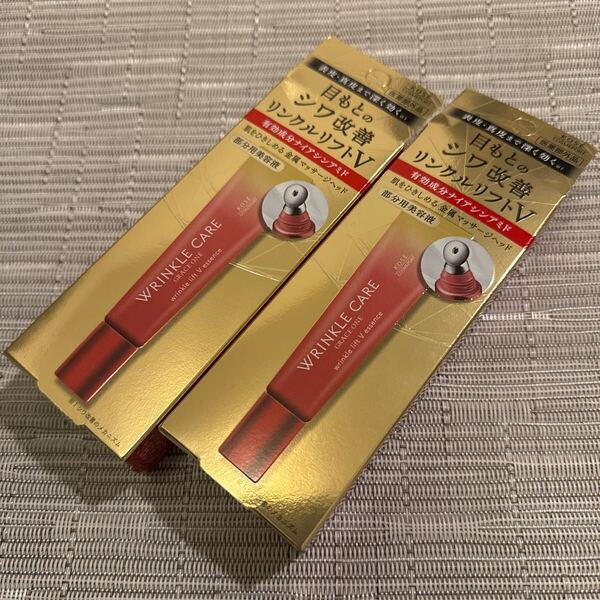 表皮・真皮まで深く効く
目もとの
シワ改善
リンクルリフトV
有効成分ナイアシンアミド
肌をひきしめる金属マッサージヘッド
部分用美容液
WRINKLE CARE
GRACE ONE
wrinkle lift V essence
表皮・真皮まで深く効く
医薬部外品
目もとの
シワ改善
リンクルリフトV
有効成分ナイアシンアミド
肌をひきしめる金属マッサージヘッド
部分用美容液
KOSÉ
COSMEPORT
WRINKLE CARE
GRACE ONE
wrinkle lift V essence